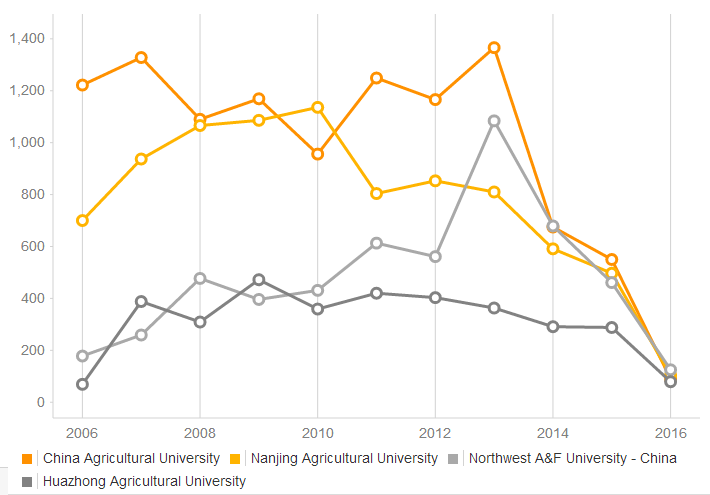 1,400
1,200
1,000
800
600
400
200
0
2006 2008 2010 2012 2014 2016
China Agricultural University Nanjing Agricultural University Northwest A&F University - China
Huazhong Agricultural University